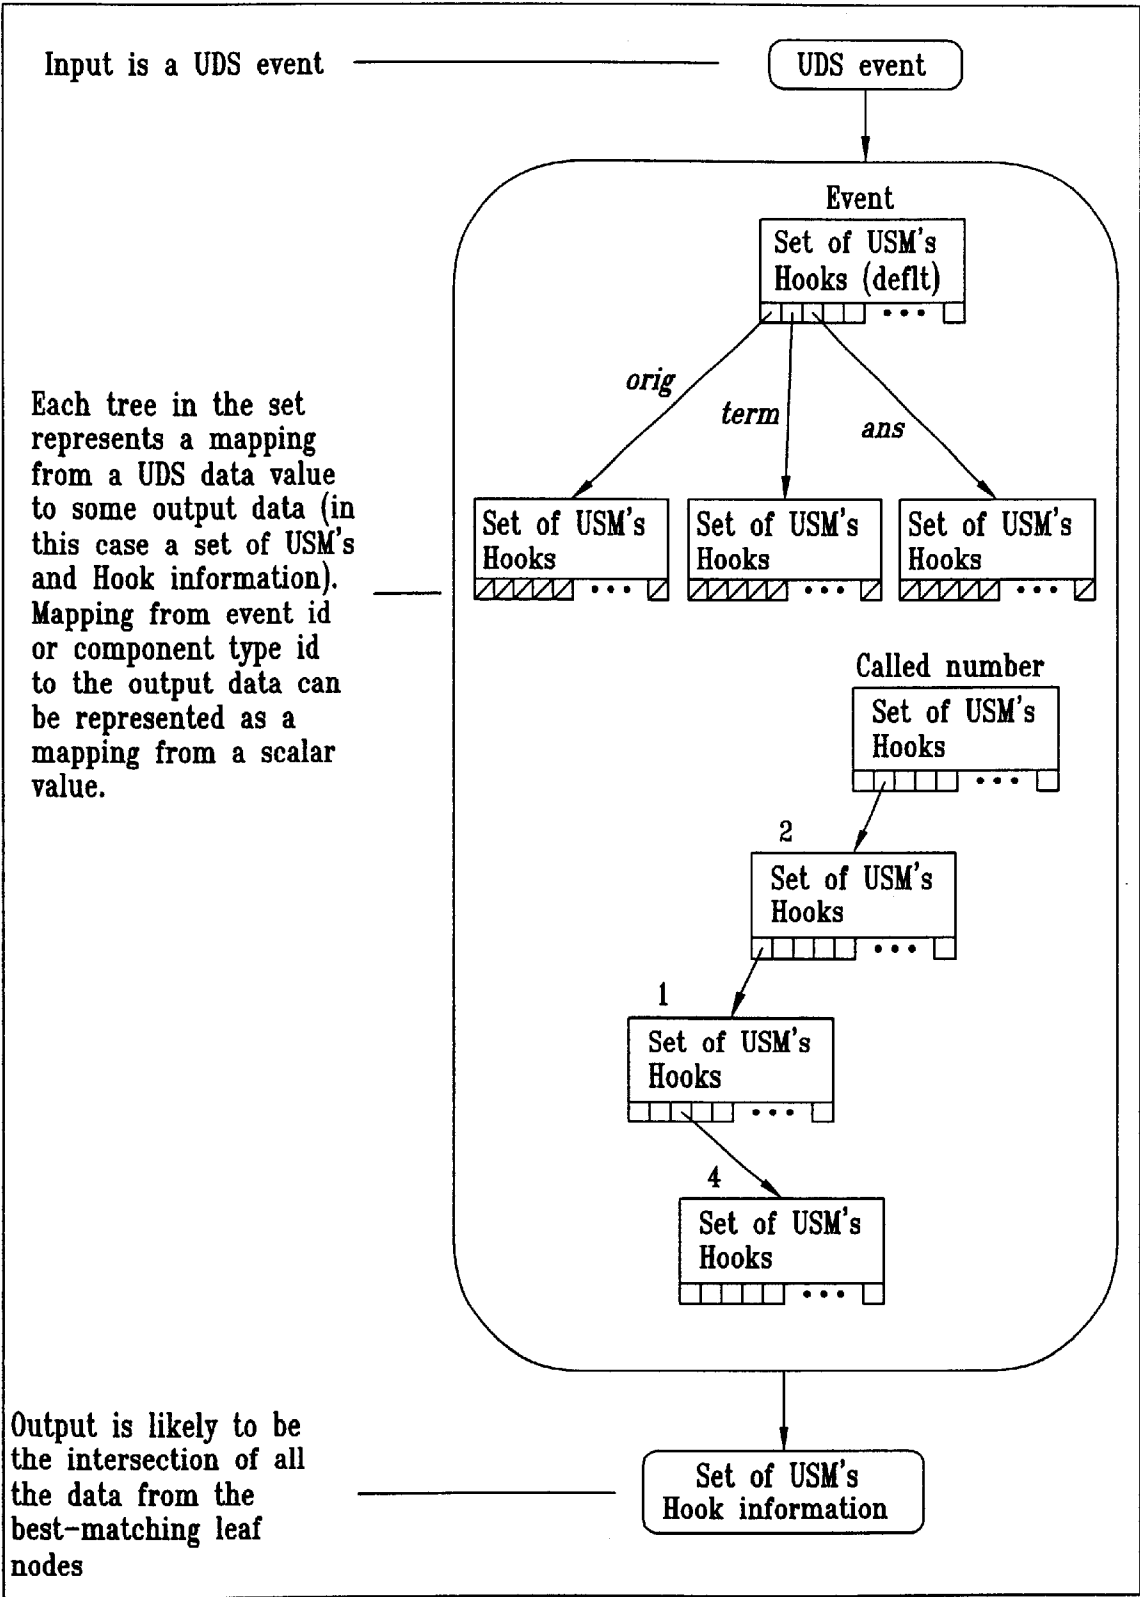 Input is a UDS event
UDS event
Event
Set of USM's
Hooks (deflt)
orig
term
ans
Each tree in the set
represents a mapping
from a UDS data value
to some output data (in
this case a set of USM's
and Hook information).
Mapping from event id
or component type id
to the output data can
be represented as a
mapping from a scalar
value.
Set of USM's
Hooks
Set of USM's
Hooks
Set of USM's
Hooks
Called number
Set of USM's
Hooks
2
Set of USM's
Hooks
1
Set of USM's
Hooks
4
Set of USM's
Hooks
Output is likely to be
the intersection of all
the data from the
best-matching leaf
nodes
Set of USM's
Hook information